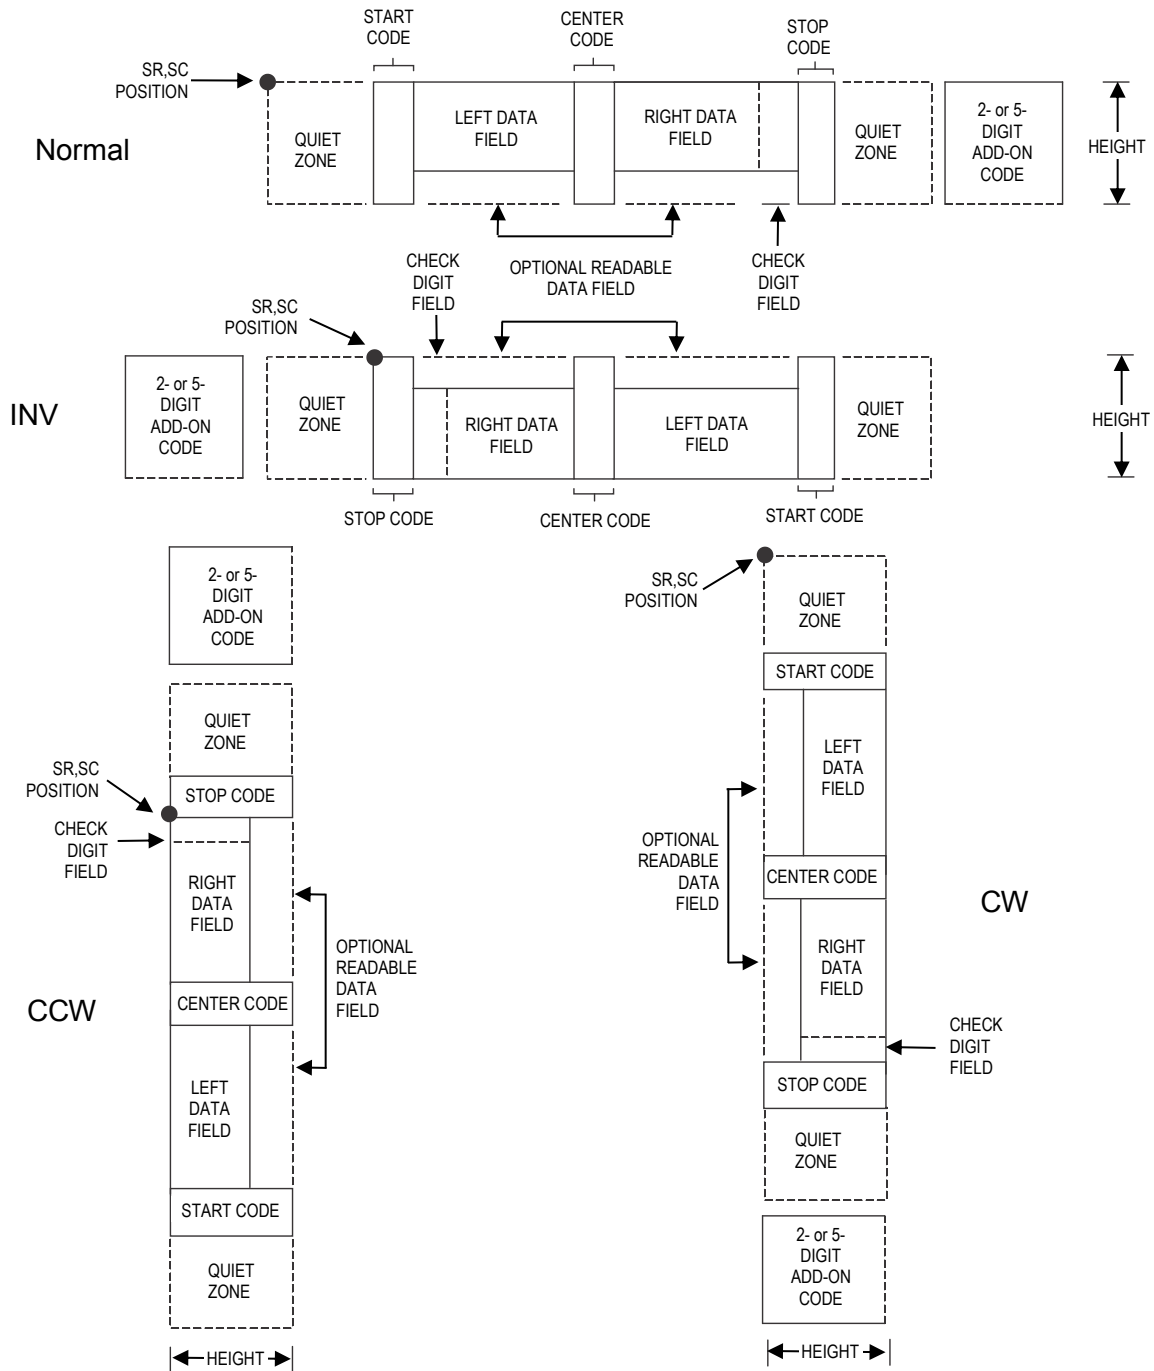 START
CODE
CENTER
CODE
STOP
CODE
SR,SC
POSITION
Normal
QUIET
ZONE
LEFT DATA
FIELD
RIGHT DATA
FIELD
QUIET
ZONE
2- or 5-
DIGIT
ADD-ON
CODE
HEIGHT
OPTIONAL READABLE
DATA FIELD
CHECK
DIGIT
FIELD
CHECK
DIGIT
FIELD
SR,SC
POSITION
INV
2- or 5-
DIGIT
ADD-ON
CODE
QUIET
ZONE
RIGHT DATA
FIELD
LEFT DATA
FIELD
QUIET
ZONE
HEIGHT
STOP CODE
CENTER CODE
START CODE
2- or 5-
DIGIT
ADD-ON
CODE
QUIET
ZONE
SR,SC
POSITION
STOP CODE
CHECK
DIGIT
FIELD
RIGHT
DATA
FIELD
OPTIONAL
READABLE
DATA
FIELD
CCW
CENTER CODE
LEFT
DATA
FIELD
START CODE
QUIET
ZONE
HEIGHT
SR,SC
POSITION
QUIET
ZONE
START CODE
LEFT
DATA
FIELD
OPTIONAL
READABLE
DATA
FIELD
CENTER CODE
CW
RIGHT
DATA
FIELD
CHECK
DIGIT
FIELD
STOP CODE
QUIET
ZONE
2- or 5-
DIGIT
ADD-ON
CODE
HEIGHT